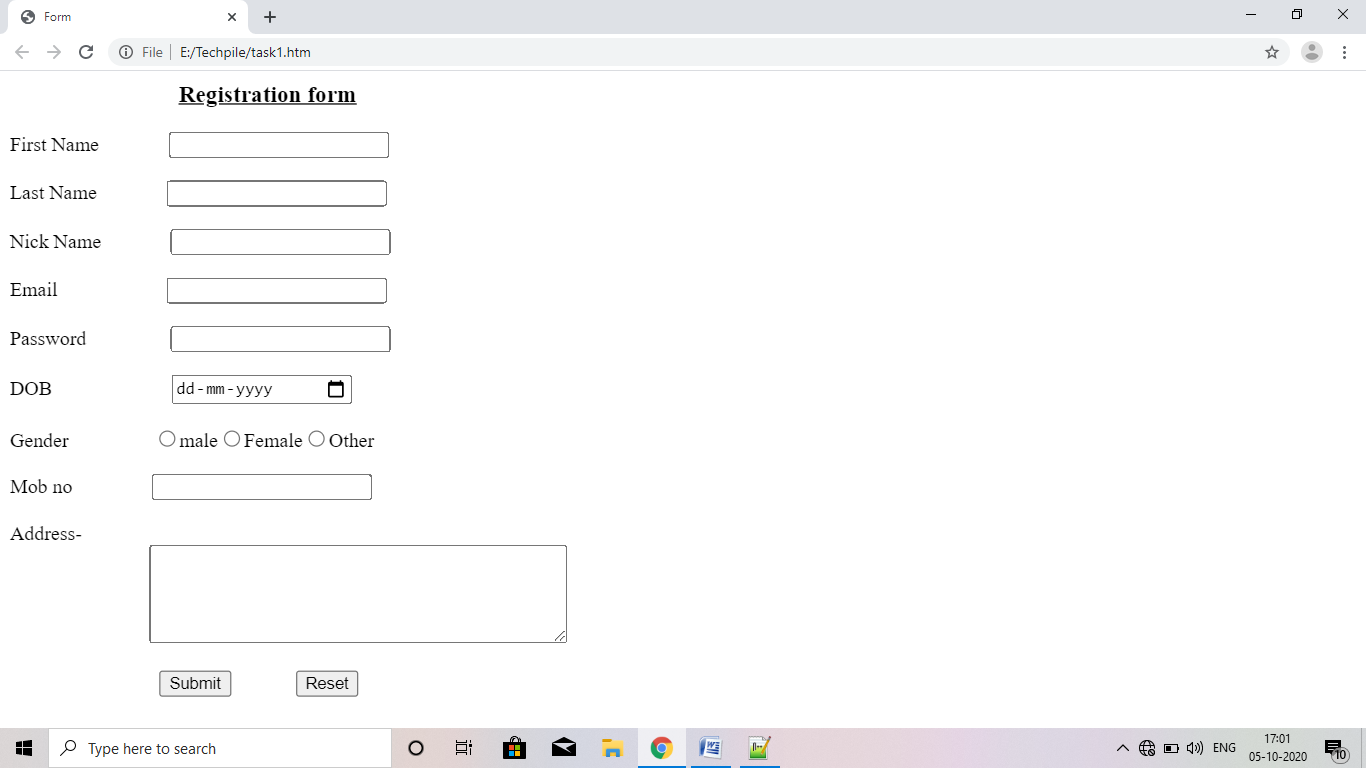 Form
File E:/Techpile/task1.htm
Registration form
First Name
Last Name
Nick Name
Email
Password
DOB dd-mm-yyyy
Gender male Female Other
Mob no
Address-
Submit Reset
Type here to search
ENG
17:01
05-10-2020
10